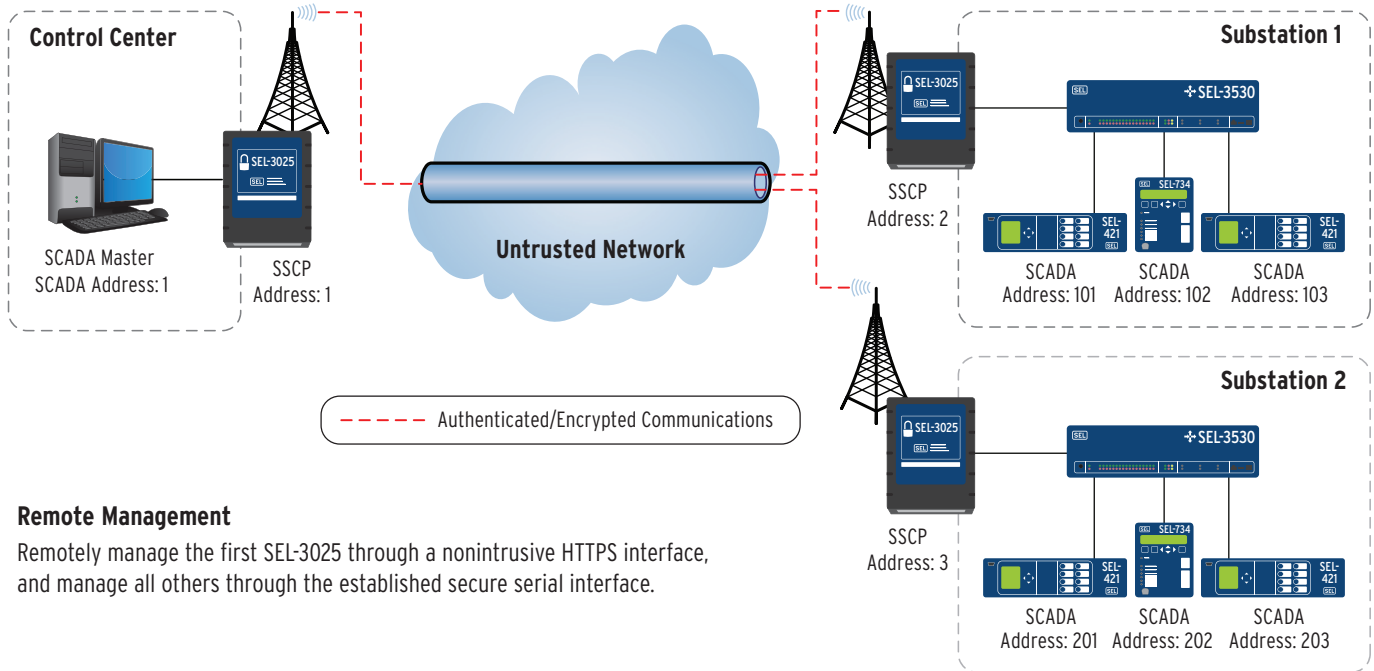 Control Center
SEL-3025
SEL
SCADA Master
SCADA Address: 1
SSCP
Address: 1
Untrusted Network
Authenticated/Encrypted Communications
Substation 1
SEL-3025
SEL
SSCP
Address: 2
SEL
SEL-3530
SEL-421
SEL
SEL SEL-734
SEL-421
SEL
SCADA
Address: 101
SCADA
Address: 102
SCADA
Address: 103
Substation 2
SEL-3025
SEL
SSCP
Address: 3
SEL
SEL-3530
SEL-421
SEL
SEL SEL-734
SEL-421
SEL
SCADA
Address: 201
SCADA
Address: 202
SCADA
Address: 203
Remote Management
Remotely manage the first SEL-3025 through a nonintrusive HTTPS interface,
and manage all others through the established secure serial interface.